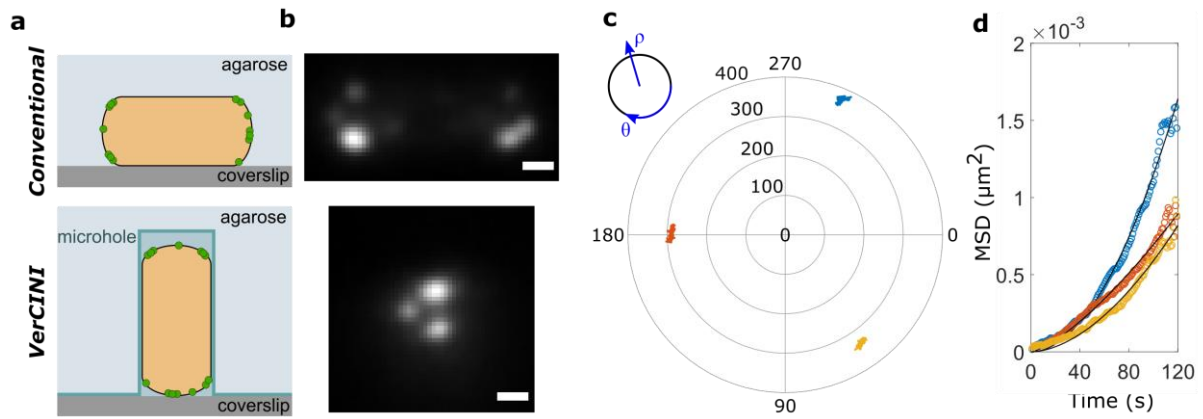 a
Conventional
agarose
coverslip
VerCINI
agarose
microhole
coverslip
b
c
ρ
θ
270
400
300
200
100
180
0
0
90
d
×10⁻³
2
1.5
1
0.5
0
MSD (μm²)
0 40 80 120
Time (s)